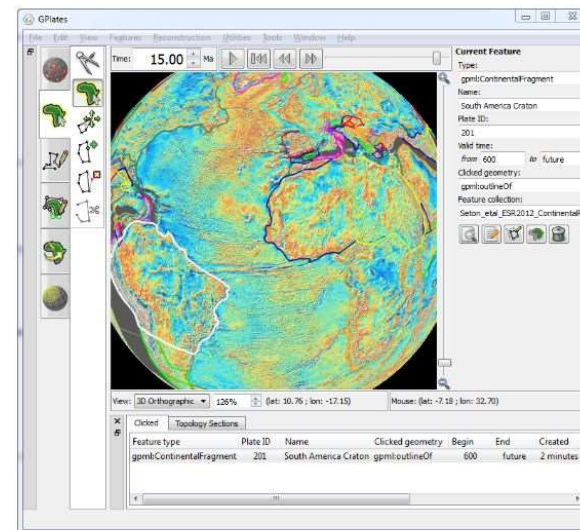 GPlates
File Edit View Features Reconstruction Utilities Tools Window Help
Time: 15.00 Ma
Current Feature
Type:
gpml:ContinentalFragment
Name:
South America Craton
Plate ID:
201
Valid time:
from 600 to future
Clicked geometry:
gpml:outlineOf
Feature collection:
Seton_etal_ESR2012_ContinentalP
View: 3D Orthographic 126% (lat: 10.76 ; lon: -17.15) Mouse: (lat: -7.18 ; lon: 32.70)
Clicked Topology Sections
Feature type Plate ID Name Clicked geometry Begin End Created
gpml:ContinentalFragment 201 South America Craton gpml:outlineOf 600 future 2 minutes